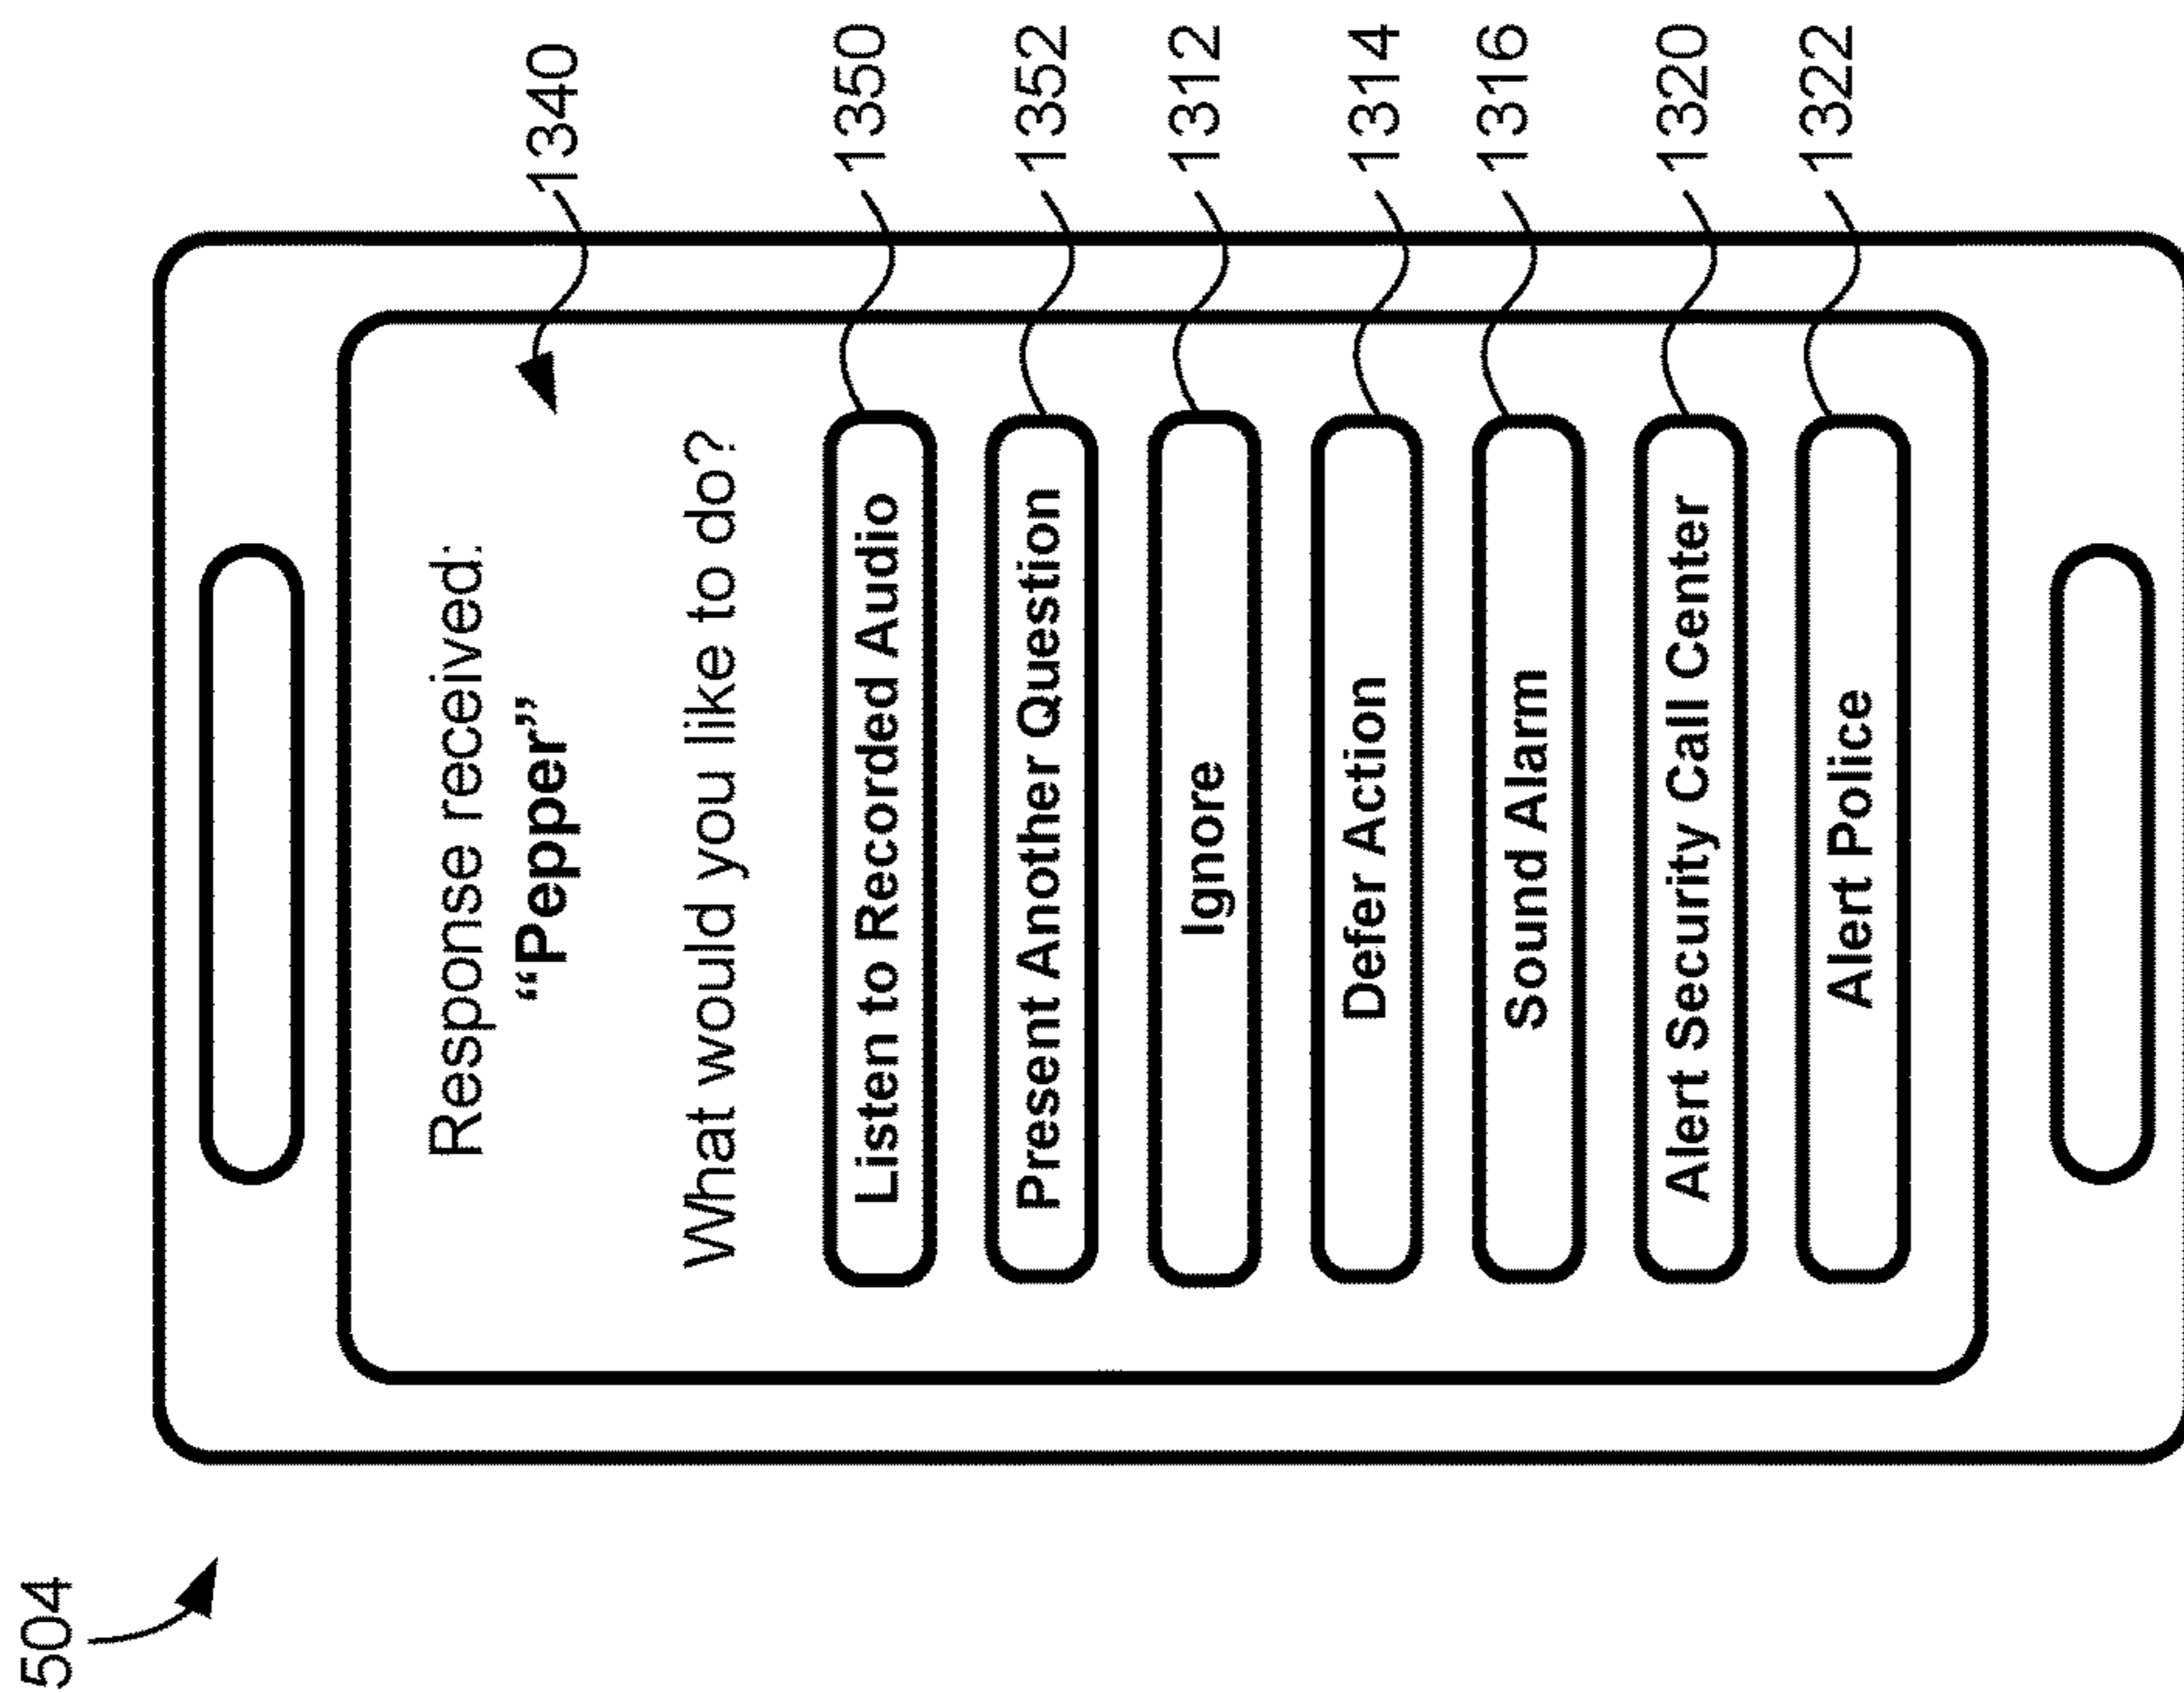 504
Response received:
“Pepper”
1340
What would you like to do?
Listen to Recorded Audio
1350
Present Another Question
1352
Ignore
1312
Defer Action
1314
Sound Alarm
1316
Alert Security Call Center
1320
Alert Police
1322